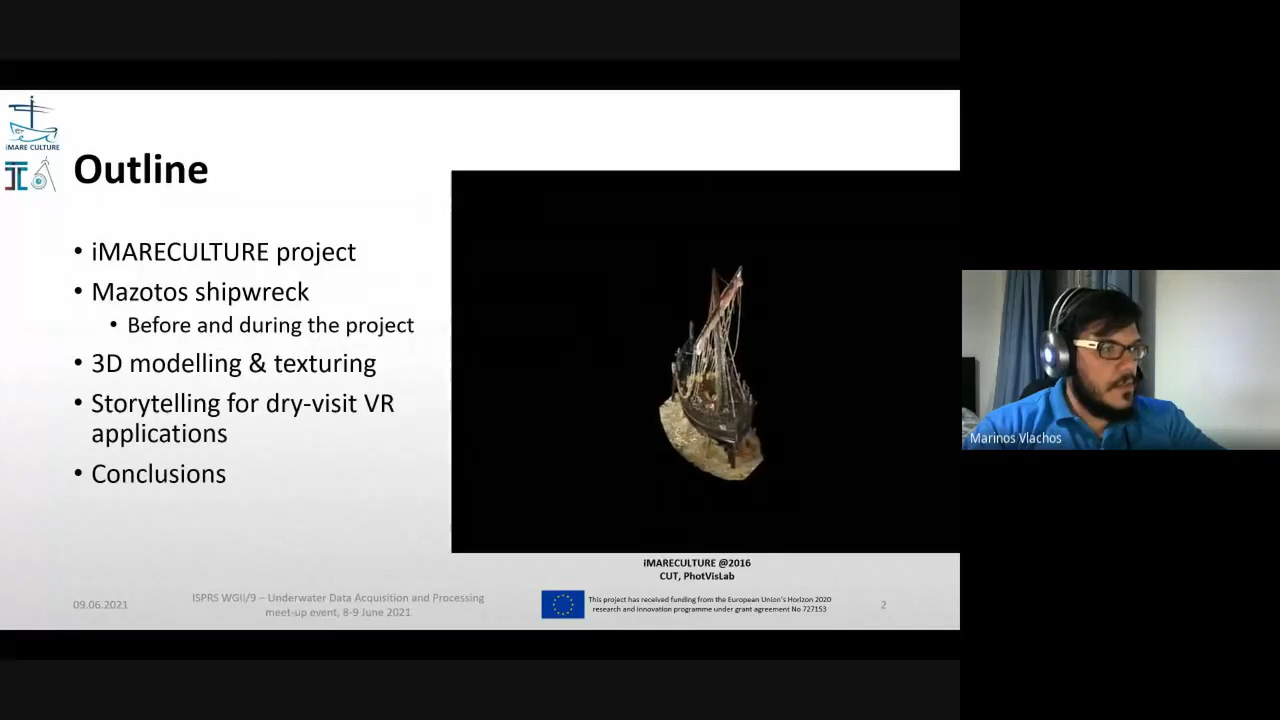 iMARE CULTURE
Outline
• iMARECULTURE project
• Mazotos shipwreck
• Before and during the project
• 3D modelling & texturing
• Storytelling for dry-visit VR
applications
• Conclusions
iMARECULTURE @2016
CUT, PhotVisLab
09.06.2021
ISPRS WGII/9 – Underwater Data Acquisition and Processing
meet-up event, 8-9 June 2021
This project has received funding from the European Union's Horizon 2020
research and innovation programme under grant agreement No 727153
2
Marinos Vlachos